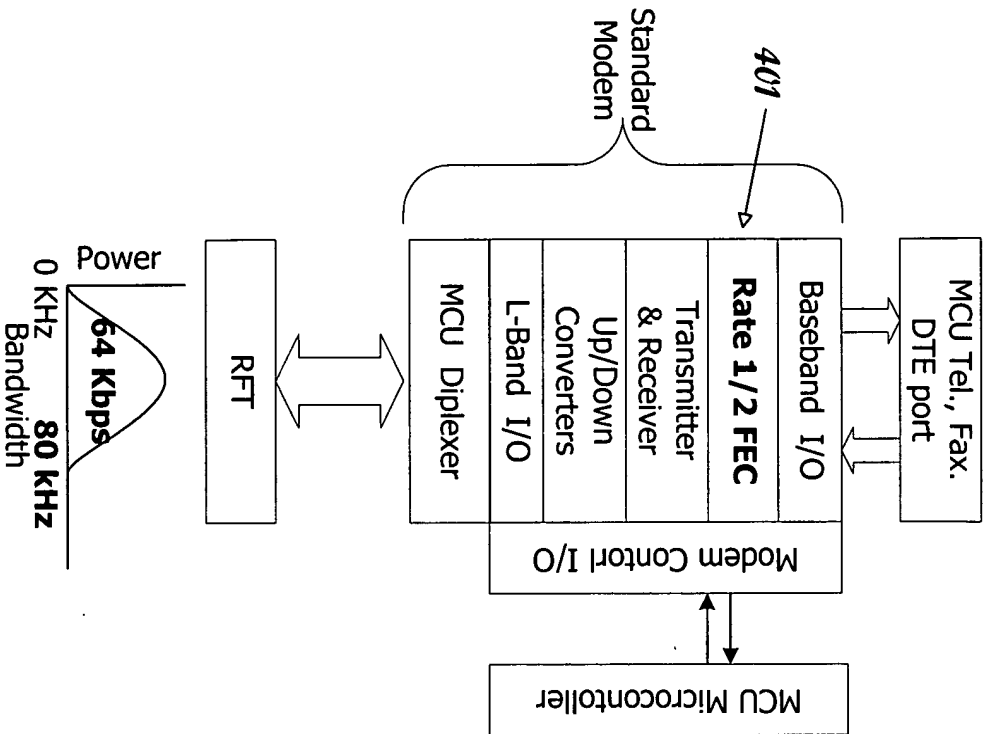 Standard
Modem
401
MCU Tel., Fax.
DTE port
Baseband I/O
Rate 1/2 FEC
Transmitter
& Receiver
Up/Down
Converters
L-Band I/O
MCU Diplexer
Modem Contorl I/O
MCU Microcontoller
RFT
Power
64 Kbps
0 KHz
80 kHz
Bandwidth